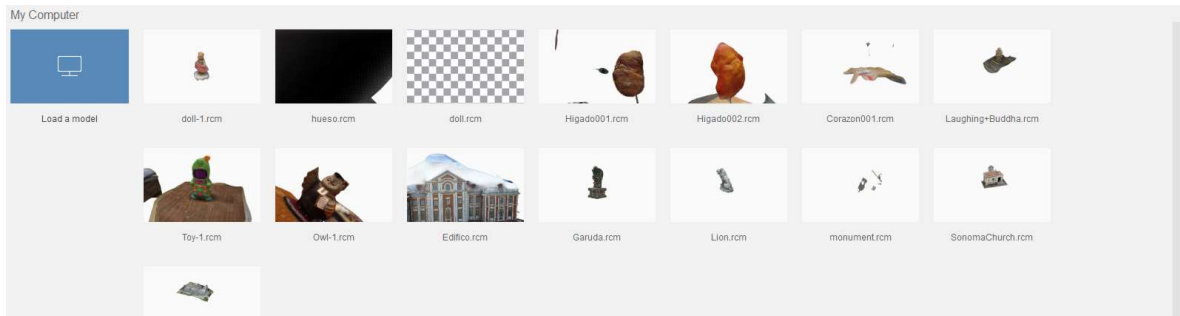 My Computer
Load a model
doll-1.rcm
hueso.rcm
doll.rcm
Higado001.rcm
Higado002.rcm
Corazon001.rcm
Laughing+Buddha.rcm
Toy-1.rcm
Owl-1.rcm
Edifico.rcm
Garuda.rcm
Lion.rcm
monument.rcm
SonomaChurch.rcm